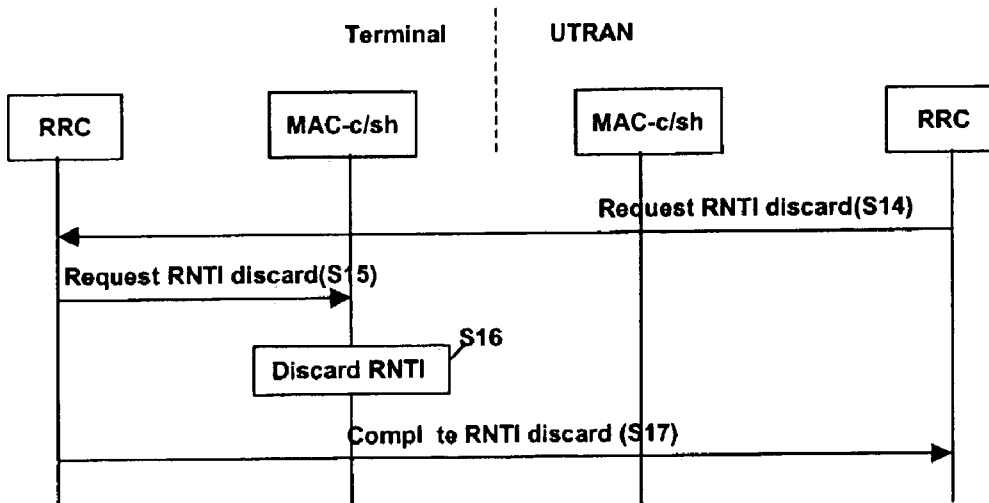 Terminal
UTRAN
RRC
MAC-c/sh
MAC-c/sh
RRC
Request RNTI discard(S14)
Request RNTI discard(S15)
S16
Discard RNTI
Compl te RNTI discard (S17)